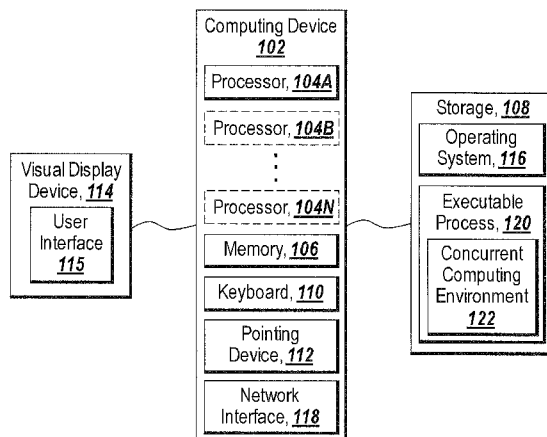 Computing Device
102
Processor, 104A
Processor, 104B
Processor, 104N
Memory, 106
Keyboard, 110
Pointing
Device, 112
Network
Interface, 118
Visual Display
Device, 114
User
Interface
115
Storage, 108
Operating
System, 116
Executable
Process, 120
Concurrent
Computing
Environment
122